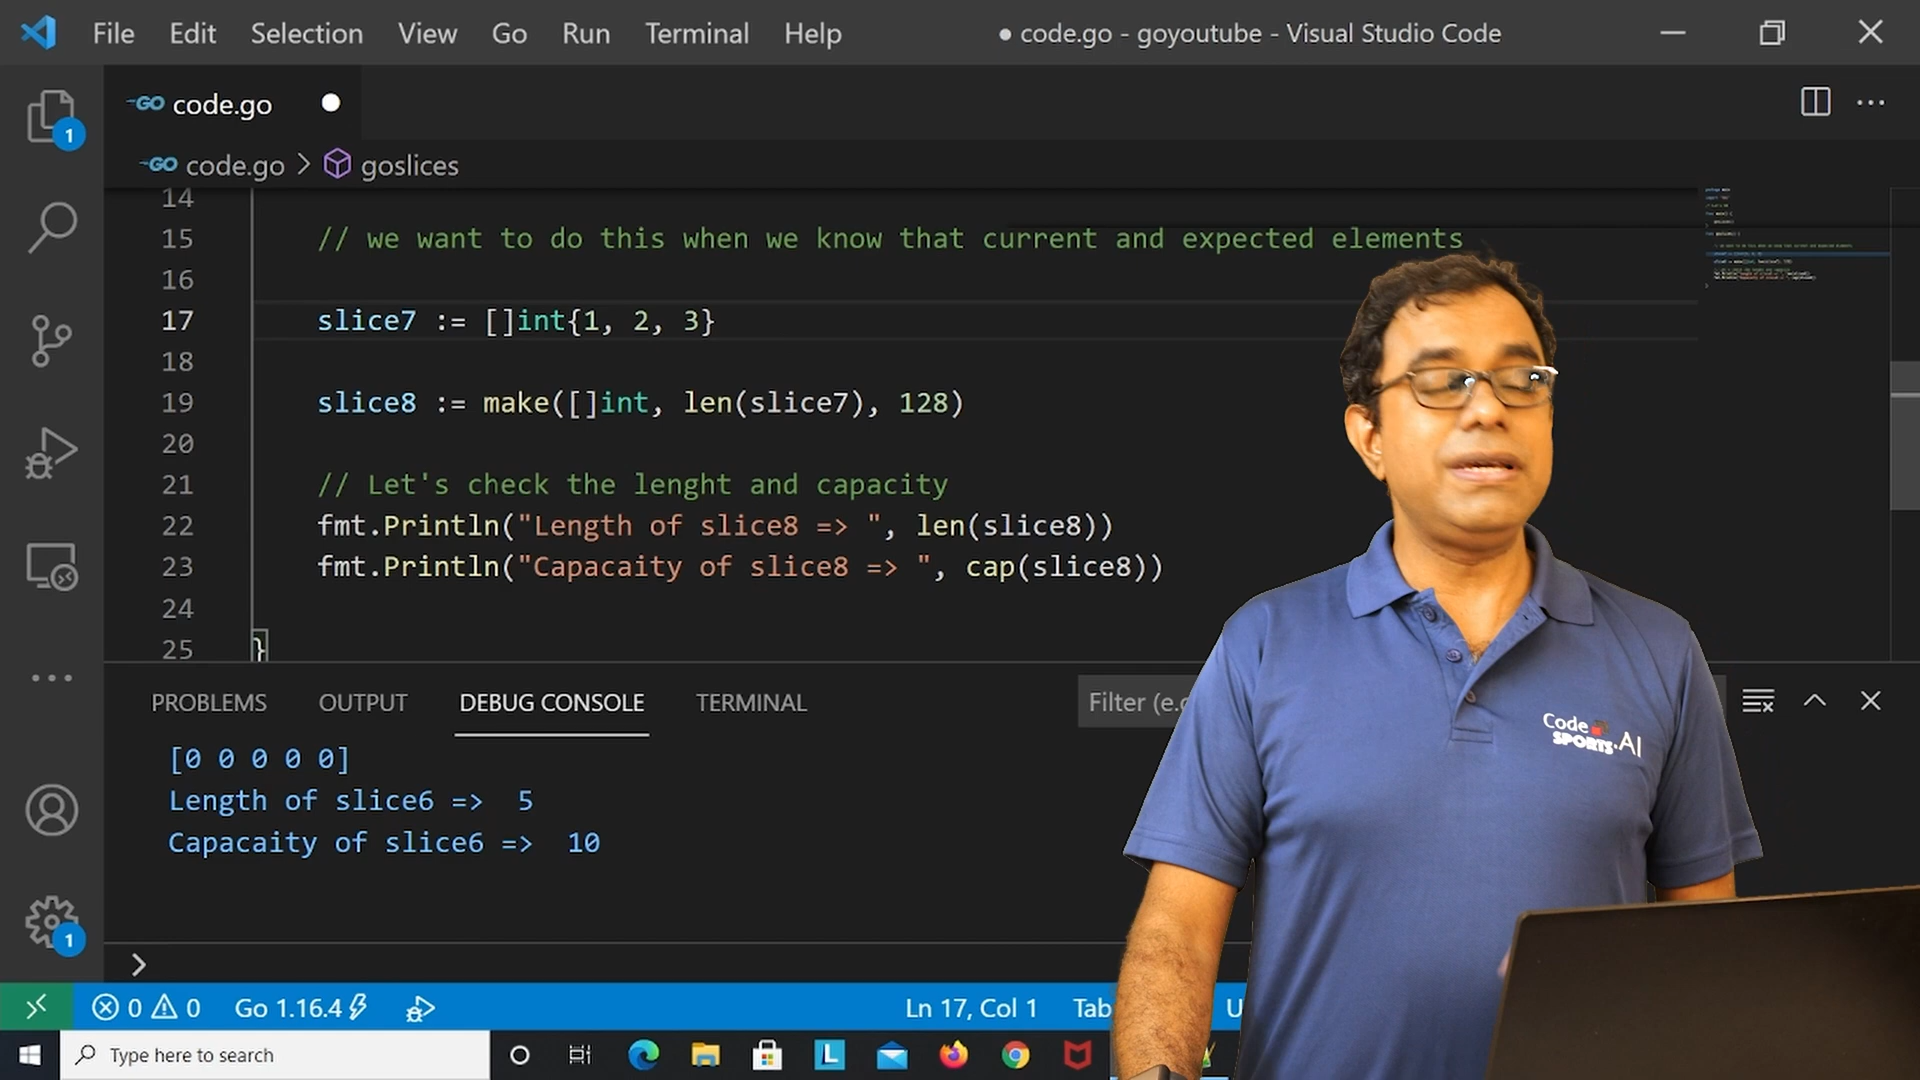 File Edit Selection View Go Run Terminal Help ● code.go - goyoutube - Visual Studio Code
GO code.go
GO code.go > goslices
14
15 // we want to do this when we know that current and expected elements
16
17 slice7 := []int{1, 2, 3}
18
19 slice8 := make([]int, len(slice7), 128)
20
21 // Let's check the lenght and capacity
22 fmt.Println("Length of slice8 => ", len(slice8))
23 fmt.Println("Capacaity of slice8 => ", cap(slice8))
24
25 }
1
1
PROBLEMS OUTPUT DEBUG CONSOLE TERMINAL Filter (e.g
[0 0 0 0 0]
Length of slice6 => 5
Capacaity of slice6 => 10
>
Code
SPORTS.AI
0 0 Go 1.16.4 Ln 17, Col 1 Tab U
Type here to search
L